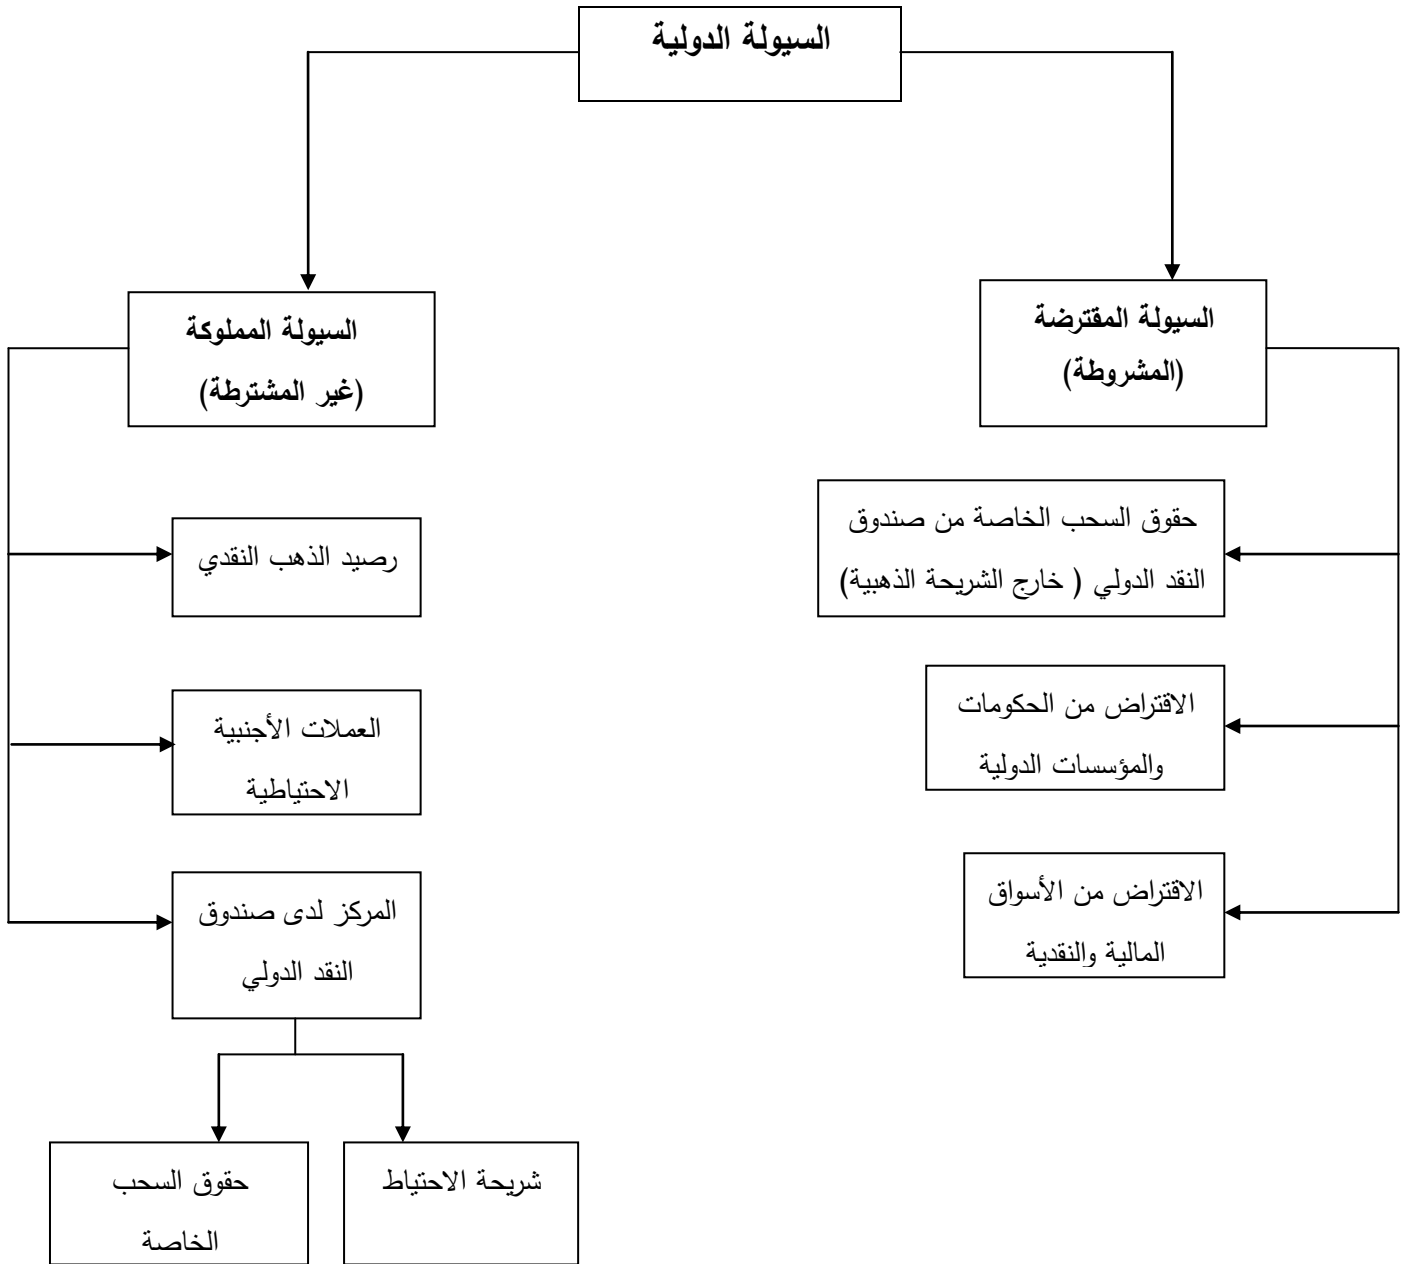 السيولة الدولية
السيولة المقترضة
(المشروطة)
السيولة المملوكة
(غير المشترطة)
حقوق السحب الخاصة من صندوق
النقد الدولي ( خارج الشريحة الذهبية)
الاقتراض من الحكومات
والمؤسسات الدولية
الاقتراض من الأسواق
المالية والنقدية
رصيد الذهب النقدي
العملات الأجنبية
الاحتياطية
المركز لدى صندوق
النقد الدولي
شريحة الاحتياط
حقوق السحب
الخاصة